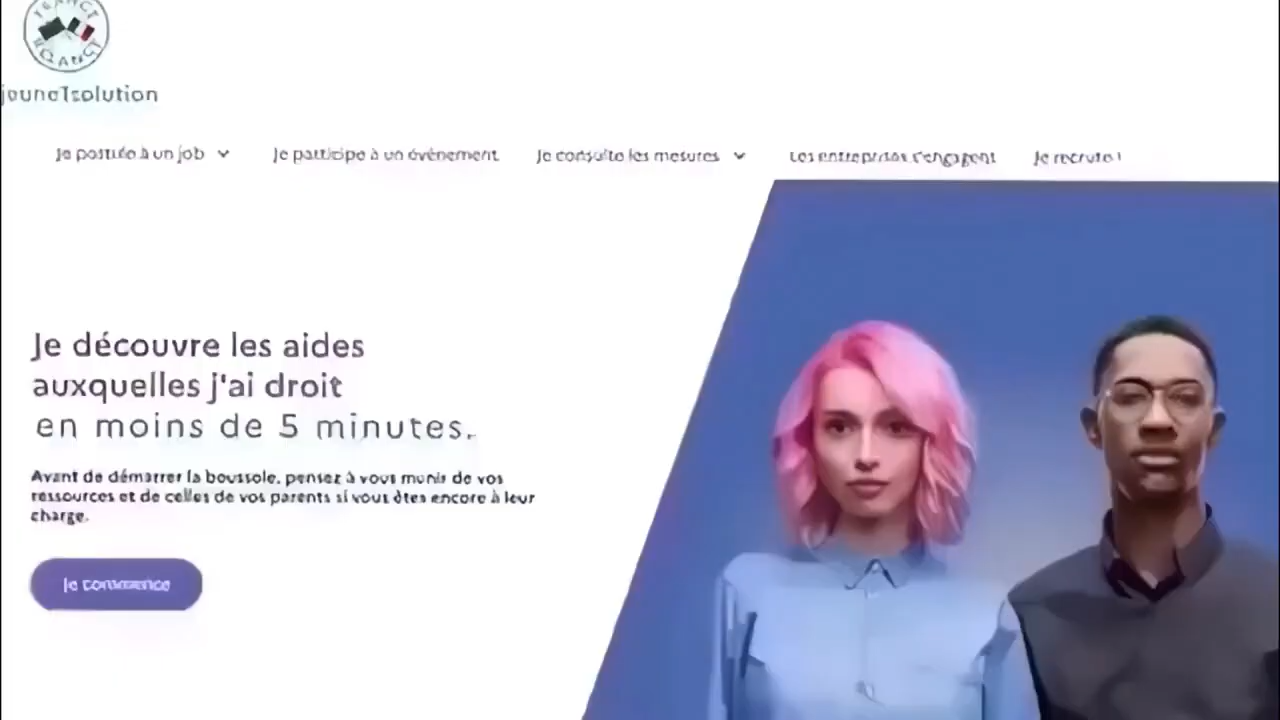 FRANCE
RELANCE
jeune1solution
Je postule à un job
Je participe à un événement
Je consulte les mesures
Les entreprises s'engagent
Je recrute !
Je découvre les aides
auxquelles j'ai droit
en moins de 5 minutes.
Avant de démarrer la boussole, pensez à vous munir de vos
ressources et de celles de vos parents si vous êtes encore à leur
charge.
Je commence